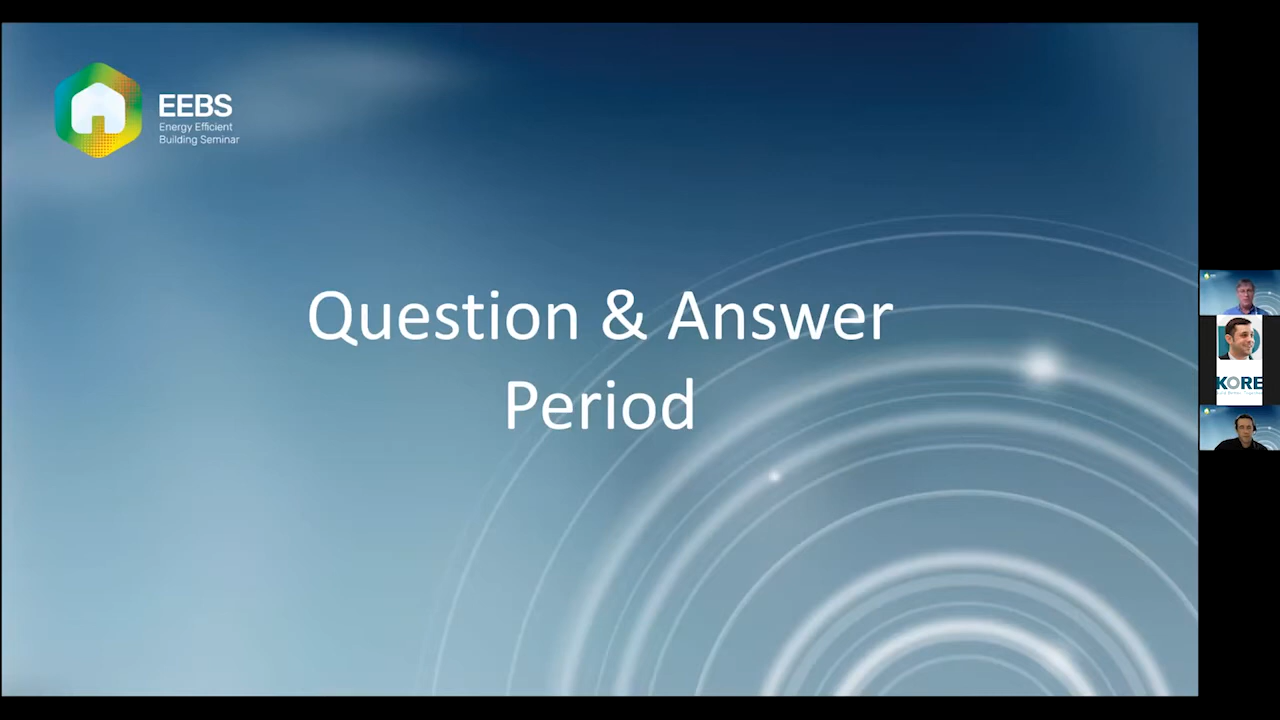 EEBS
Energy Efficient
Building Seminar
Question & Answer
Period
KORE